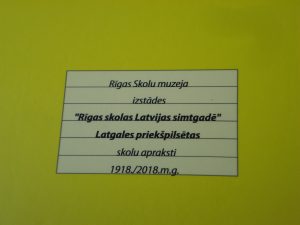 Rīgas Skolu muzeja
izstādes
"Rīgas skolas Latvijas simtgadē"
Latgales priekšpilsētas
skolu apraksti
1918./2018.m.g.